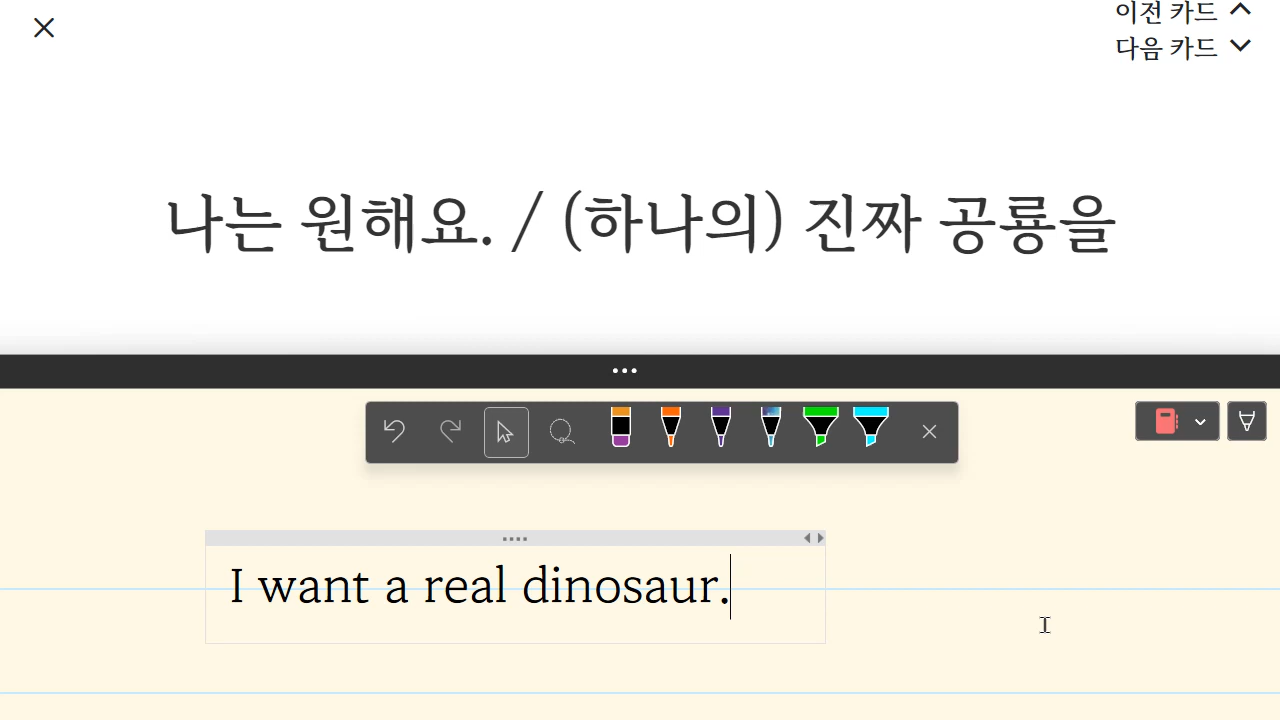 이전 카드
다음 카드
나는 원해요. / (하나의) 진짜 공룡을
I want a real dinosaur.